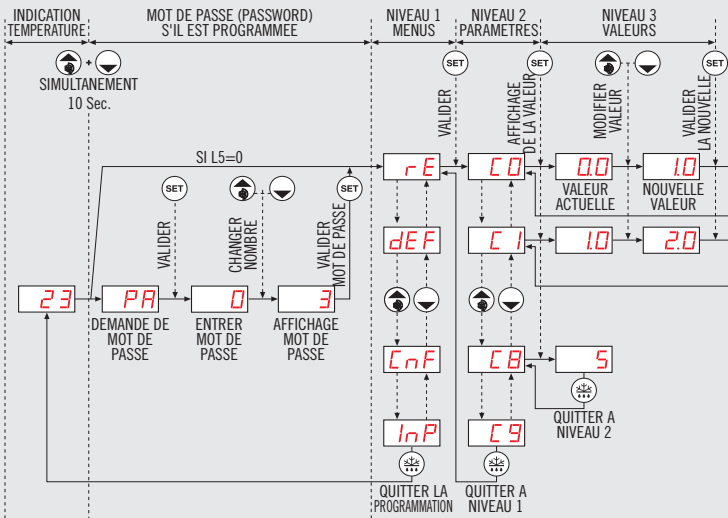 INDICATION
TEMPERATURE
MOT DE PASSE (PASSWORD)
S'IL EST PROGRAMMEE
NIVEAU 1
MENUS
NIVEAU 2
PARAMETRES
NIVEAU 3
VALEURS
+
SIMULTANEMENT
10 Sec.
SET
SET
SET
VALIDER
AFFICHAGE
DE LA VALEUR
MODIFIER
VALEUR
VALIDER
LA NOUVELLE
SI L5=0
rE
C0
0.0
1.0
VALEUR
ACTUELLE
NOUVELLE
VALEUR
SET
SET
VALIDER
CHANGER
NOMBRE
VALIDER
MOT DE PASSE
dEF
C1
1.0
2.0
23
PA
0
3
DEMANDE DE
MOT DE
PASSE
ENTRER
MOT DE
PASSE
AFFICHAGE
MOT DE
PASSE
CnF
C8
5
QUITTER A
NIVEAU 2
InP
C9
QUITTER LA
PROGRAMMATION
QUITTER A
NIVEAU 1